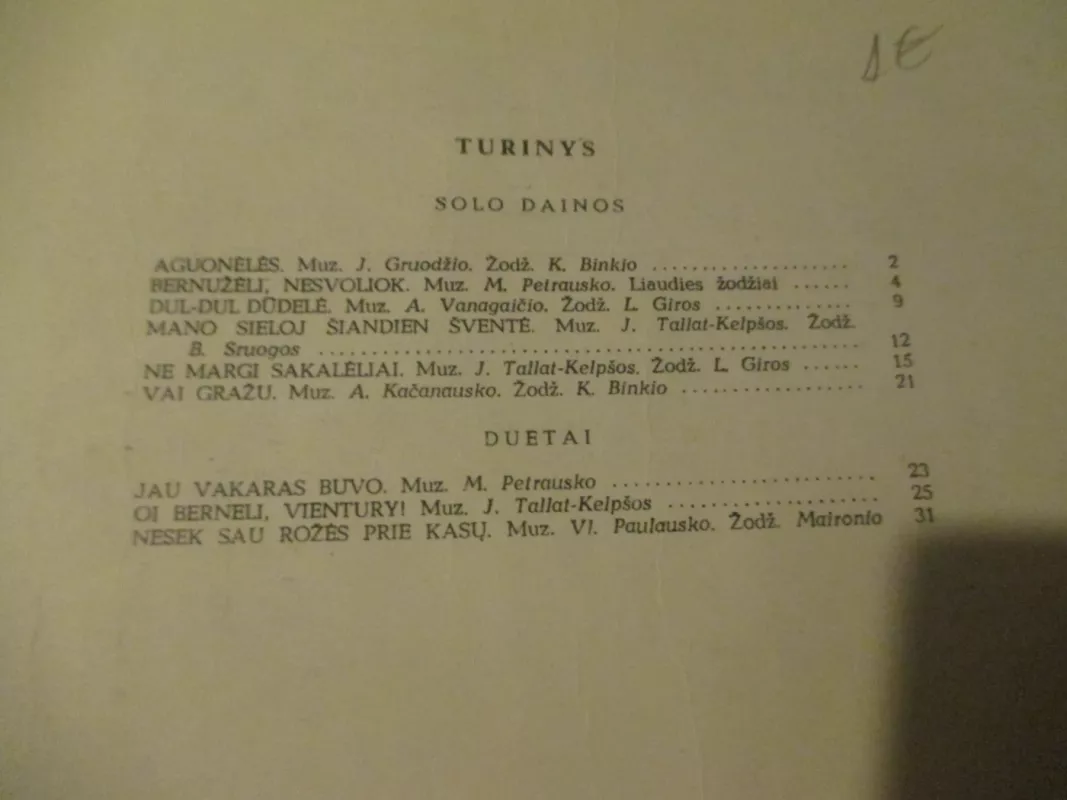 TURINYS
SOLO DAINOS
AGUONĖLĖS. Muz. J. Gruodžio. Žodž. K. Binkio .................... 2
BERNUŽĖLI, NESVOLIOK. Muz. M. Petrausko. Liaudies žodžiai ...... 4
DUL-DUL DŪDELĖ. Muz. A. Vanagaičio. Žodž. L. Giros .............. 9
MANO SIELOJ ŠIANDIEN ŠVENTĖ. Muz. J. Tallat-Kelpšos. Žodž.
B. Sruogos ........................................................ 12
NE MARGI SAKALĖLIAI. Muz. J. Tallat-Kelpšos. Žodž. L. Giros ...... 15
VAI GRAŽU. Muz. A. Kačanausko. Žodž. K. Binkio .................. 21
DUETAI
JAU VAKARAS BUVO. Muz. M. Petrausko .......................... 23
OI BERNELI, VIENTURY! Muz. J. Tallat-Kelpšos .................... 25
NESEK SAU ROŽĖS PRIE KASŲ. Muz. Vl. Paulausko. Žodž. Maironio 31